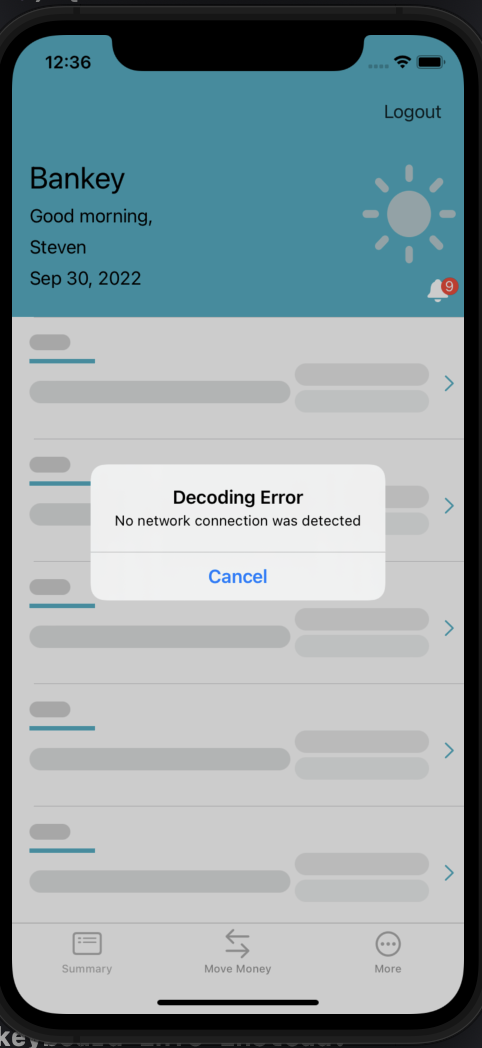 12:36
Logout
Bankey
Good morning,
Steven
Sep 30, 2022
9
Decoding Error
No network connection was detected
Cancel
Summary
Move Money
More